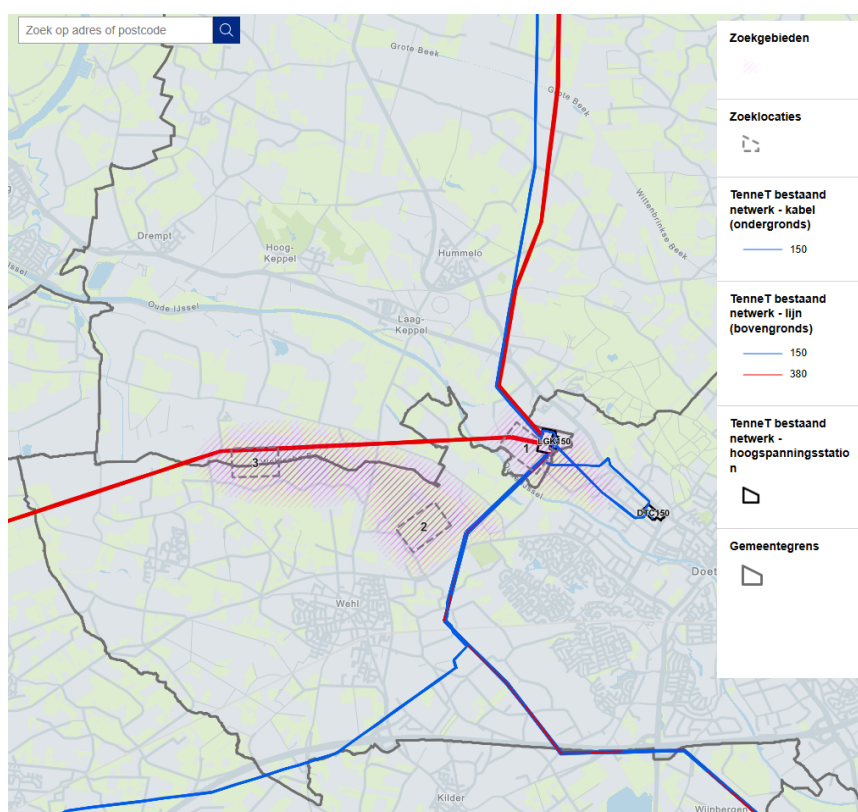 Zoek op adres of postcode
Grote Beek
Grote Beek
Wittenbrinkse Beek
Drempt
Hoog-
Keppel
Hummelo
Oude IJssel
Laag-
Keppel
LGK150
1
3
2
DTC150
Doet
Wehl
Kilder
Wijnbergen
Zoekgebieden
Zoeklocaties
TenneT bestaand
netwerk - kabel
(ondergronds)
150
TenneT bestaand
netwerk - lijn
(bovengronds)
150
380
TenneT bestaand
netwerk -
hoogspanningsstatio
n
Gemeentegrens